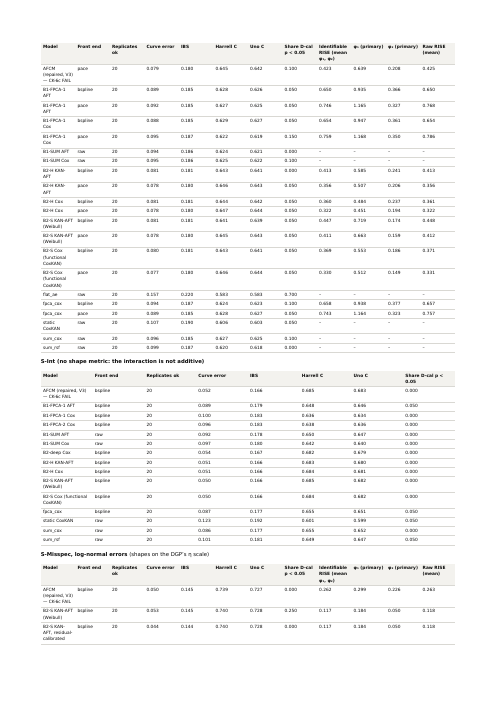 Model Front end Replicates ok Curve error IBS Harrell C Uno C Share D-cal p < 0.05 Identifiable RISE (mean φ₁, φ₂) φ₁ (primary) φ₂ (primary) Raw RISE (mean)
AFCM (repaired, V3) — CK-6c FAIL pace 20 0.079 0.180 0.645 0.642 0.100 0.423 0.639 0.208 0.425
B1-FPCA-1 AFT bspline 20 0.089 0.185 0.628 0.626 0.050 0.650 0.935 0.366 0.650
B1-FPCA-1 AFT pace 20 0.092 0.185 0.627 0.625 0.050 0.746 1.165 0.327 0.768
B1-FPCA-1 Cox bspline 20 0.088 0.185 0.629 0.627 0.050 0.654 0.947 0.361 0.654
B1-FPCA-1 Cox pace 20 0.095 0.187 0.622 0.619 0.150 0.759 1.168 0.350 0.786
B1-SUM AFT raw 20 0.094 0.186 0.624 0.621 0.000 – – – –
B1-SUM Cox raw 20 0.095 0.186 0.625 0.622 0.100 – – – –
B2-H KAN-AFT bspline 20 0.081 0.181 0.643 0.641 0.000 0.413 0.585 0.241 0.413
B2-H KAN-AFT pace 20 0.078 0.180 0.646 0.643 0.050 0.356 0.507 0.206 0.356
B2-H Cox bspline 20 0.081 0.181 0.644 0.642 0.050 0.360 0.484 0.237 0.361
B2-H Cox pace 20 0.078 0.180 0.647 0.644 0.050 0.322 0.451 0.194 0.322
B2-S KAN-AFT (Weibull) bspline 20 0.081 0.181 0.641 0.639 0.050 0.447 0.719 0.174 0.448
B2-S KAN-AFT (Weibull) pace 20 0.078 0.180 0.645 0.643 0.050 0.411 0.663 0.159 0.412
B2-S Cox (functional CoxKAN) bspline 20 0.080 0.181 0.643 0.641 0.050 0.369 0.553 0.186 0.371
B2-S Cox (functional CoxKAN) pace 20 0.077 0.180 0.646 0.644 0.050 0.330 0.512 0.149 0.331
flat_ae raw 20 0.157 0.220 0.583 0.583 0.700 – – – –
fpca_cox bspline 20 0.094 0.187 0.624 0.623 0.100 0.658 0.938 0.377 0.657
fpca_cox pace 20 0.089 0.185 0.628 0.627 0.050 0.743 1.164 0.323 0.757
static CoxKAN raw 20 0.107 0.190 0.606 0.603 0.050 – – – –
sum_cox raw 20 0.096 0.185 0.627 0.625 0.100 – – – –
sum_rsf raw 20 0.099 0.187 0.620 0.618 0.000 – – – –
S-Int (no shape metric: the interaction is not additive)
Model Front end Replicates ok Curve error IBS Harrell C Uno C Share D-cal p < 0.05
AFCM (repaired, V3) — CK-6c FAIL bspline 20 0.052 0.166 0.685 0.683 0.000
B1-FPCA-1 AFT bspline 20 0.089 0.179 0.648 0.646 0.050
B1-FPCA-1 Cox bspline 20 0.100 0.183 0.636 0.634 0.000
B1-FPCA-2 Cox bspline 20 0.096 0.183 0.638 0.636 0.000
B1-SUM AFT raw 20 0.092 0.178 0.650 0.647 0.000
B1-SUM Cox raw 20 0.097 0.180 0.642 0.640 0.000
B2-deep Cox bspline 20 0.054 0.167 0.682 0.679 0.000
B2-H KAN-AFT bspline 20 0.051 0.166 0.683 0.680 0.000
B2-H Cox bspline 20 0.051 0.166 0.684 0.681 0.000
B2-S KAN-AFT (Weibull) bspline 20 0.050 0.166 0.685 0.682 0.000
B2-S Cox (functional CoxKAN) bspline 20 0.050 0.166 0.684 0.682 0.000
fpca_cox bspline 20 0.087 0.177 0.655 0.651 0.050
static CoxKAN raw 20 0.123 0.192 0.601 0.599 0.050
sum_cox raw 20 0.086 0.177 0.655 0.652 0.000
sum_rsf raw 20 0.101 0.181 0.649 0.647 0.050
S-Misspec, log-normal errors (shapes on the DGP's η scale)
Model Front end Replicates ok Curve error IBS Harrell C Uno C Share D-cal p < 0.05 Identifiable RISE (mean φ₁, φ₂) φ₁ (primary) φ₂ (primary) Raw RISE (mean)
AFCM (repaired, V3) — CK-6c FAIL bspline 20 0.050 0.145 0.739 0.727 0.000 0.262 0.299 0.226 0.263
B2-S KAN-AFT (Weibull) bspline 20 0.053 0.145 0.740 0.728 0.250 0.117 0.184 0.050 0.118
B2-S KAN-AFT, residual-calibrated bspline 20 0.044 0.144 0.740 0.728 0.000 0.117 0.184 0.050 0.118